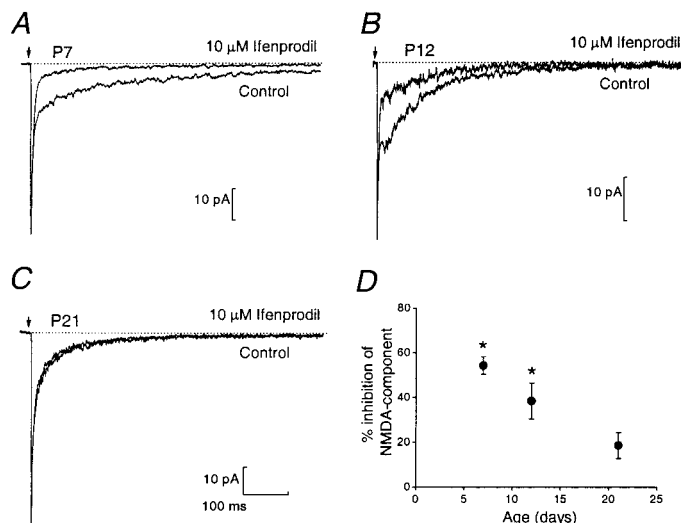 A
P7
10 μM Ifenprodil
Control
10 pA
B
P12
10 μM Ifenprodil
Control
10 pA
C
P21
10 μM Ifenprodil
Control
10 pA
100 ms
D
% inhibition of
NMDA-component
80
60
40
20
0
*
*
0 5 10 15 20 25
Age (days)